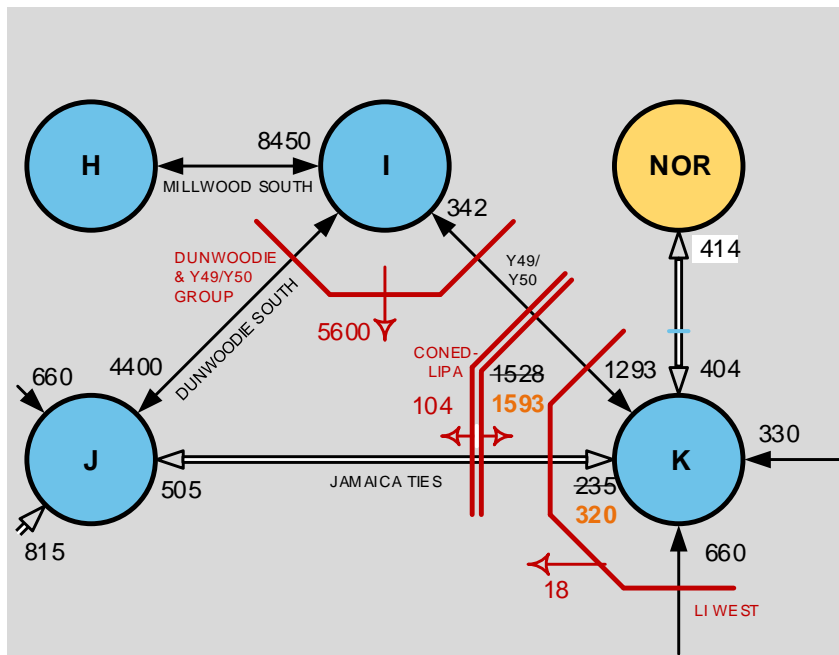 H
8450
I
NOR
MILLWOOD SOUTH
342
414
DUNWOODIE
& Y49/Y50
GROUP
DUNWOODIE SOUTH
Y49/
Y50
5600
CONED-
LIPA
1528
1593
104
1293
404
660
4400
J
K
330
505
JAMAICA TIES
235
320
815
18
660
LI WEST